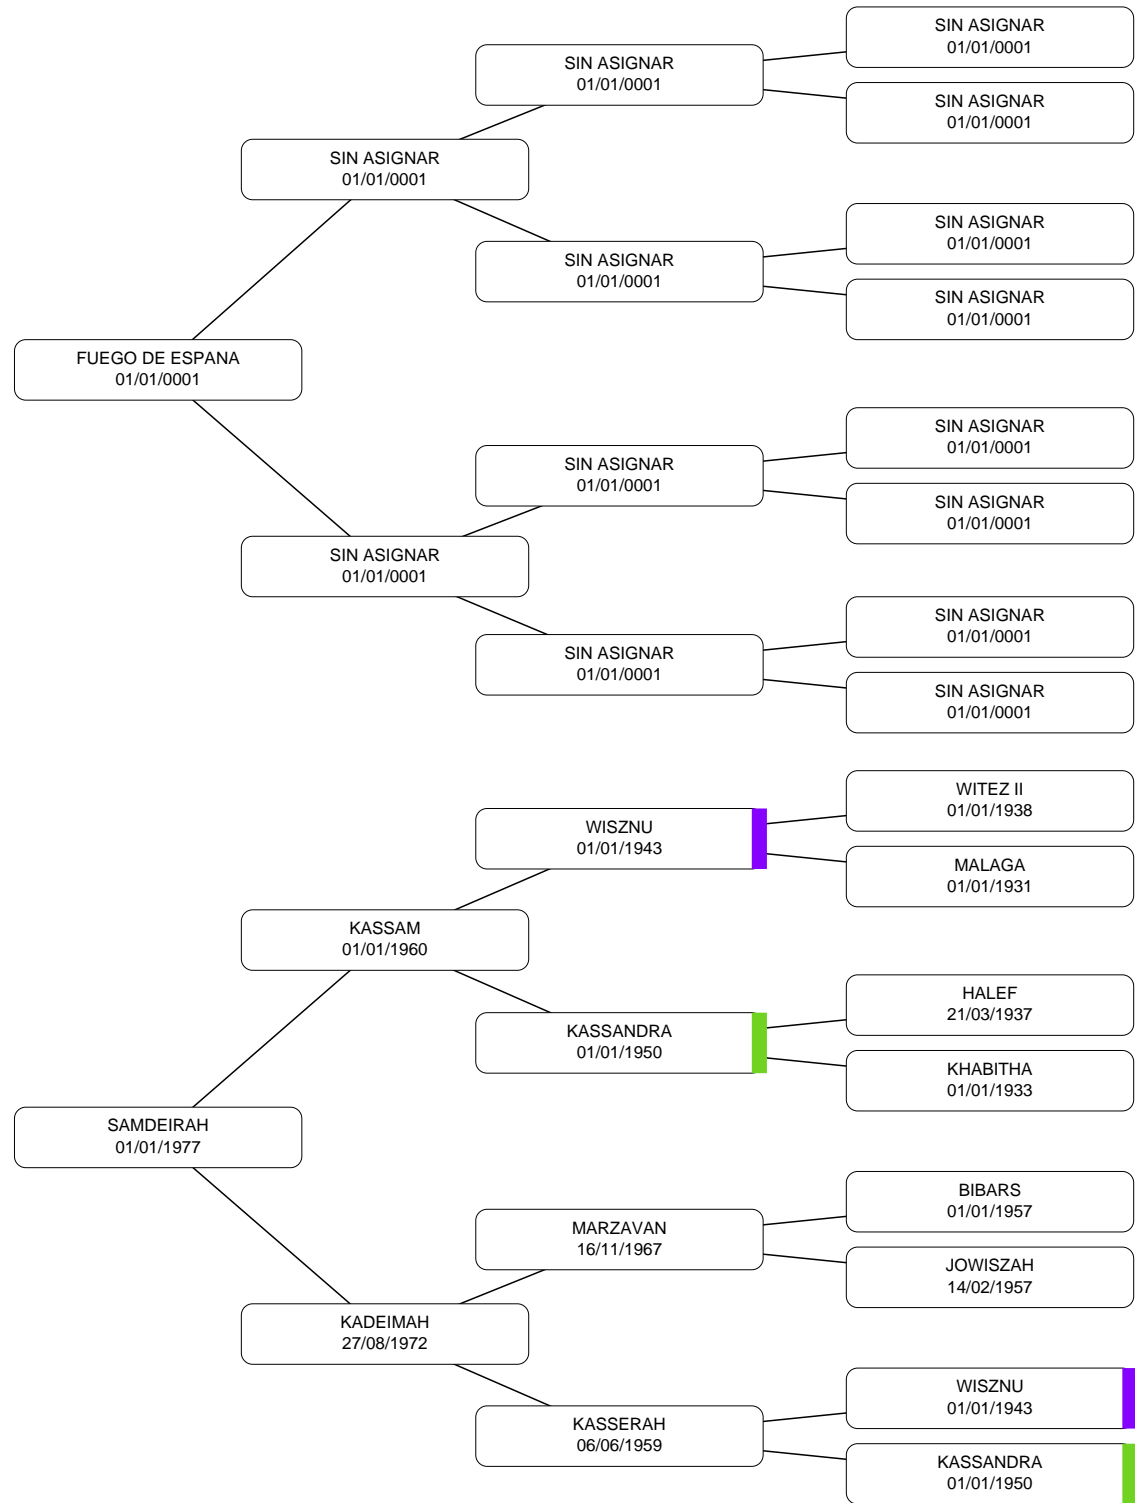 SIN ASIGNAR
01/01/0001
SIN ASIGNAR
01/01/0001
SIN ASIGNAR
01/01/0001
SIN ASIGNAR
01/01/0001
SIN ASIGNAR
01/01/0001
SIN ASIGNAR
01/01/0001
SIN ASIGNAR
01/01/0001
FUEGO DE ESPANA
01/01/0001
SIN ASIGNAR
01/01/0001
SIN ASIGNAR
01/01/0001
SIN ASIGNAR
01/01/0001
SIN ASIGNAR
01/01/0001
SIN ASIGNAR
01/01/0001
SIN ASIGNAR
01/01/0001
SIN ASIGNAR
01/01/0001
WITEZ II
01/01/1938
WISZNU
01/01/1943
MALAGA
01/01/1931
KASSAM
01/01/1960
HALEF
21/03/1937
KASSANDRA
01/01/1950
KHABITHA
01/01/1933
SAMDEIRAH
01/01/1977
BIBARS
01/01/1957
MARZAVAN
16/11/1967
JOWISZAH
14/02/1957
KADEIMAH
27/08/1972
WISZNU
01/01/1943
KASSERAH
06/06/1959
KASSANDRA
01/01/1950